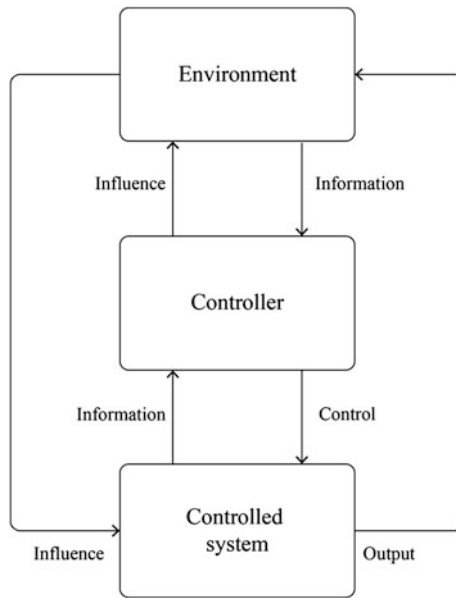 Environment
Influence
Information
Controller
Information
Control
Controlled
system
Influence
Output